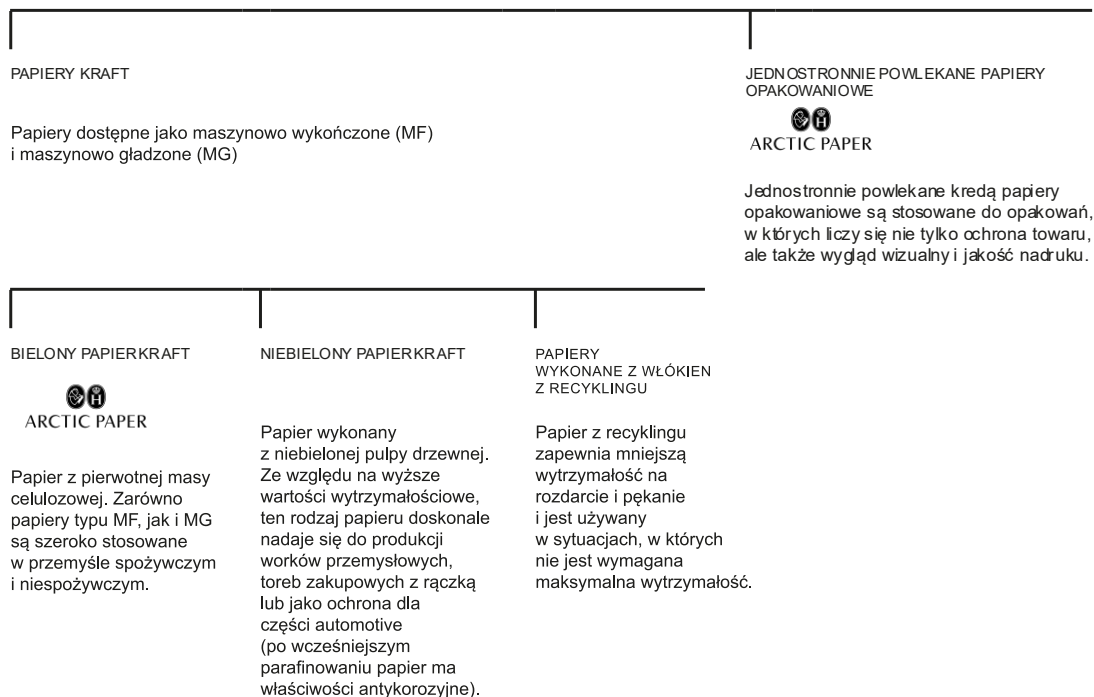 PAPIERY KRAFT
Papiery dostępne jako maszynowo wykończone (MF)
i maszynowo gładzone (MG)
JEDNOSTRONNIE POWLEKANE PAPIERY
OPAKOWANIOWE
ARCTIC PAPER
Jednostronnie powlekane kredą papiery
opakowaniowe są stosowane do opakowań,
w których liczy się nie tylko ochrona towaru,
ale także wygląd wizualny i jakość nadruku.
BIELONY PAPIER KRAFT
ARCTIC PAPER
Papier z pierwotnej masy
celulozowej. Zarówno
papiery typu MF, jak i MG
są szeroko stosowane
w przemyśle spożywczym
i niespożywczym.
NIEBIELONY PAPIER KRAFT
Papier wykonany
z niebielonej pulpy drzewnej.
Ze względu na wyższe
wartości wytrzymałościowe,
ten rodzaj papieru doskonale
nadaje się do produkcji
worków przemysłowych,
toreb zakupowych z rączką
lub jako ochrona dla
części automotive
(po wcześniejszym
parafinowaniu papier ma
właściwości antykorozyjne).
PAPIERY
WYKONANE Z WŁÓKIEN
Z RECYKLINGU
Papier z recyklingu
zapewnia mniejszą
wytrzymałość na
rozdarcie i pękanie
i jest używany
w sytuacjach, w których
nie jest wymagana
maksymalna wytrzymałość.